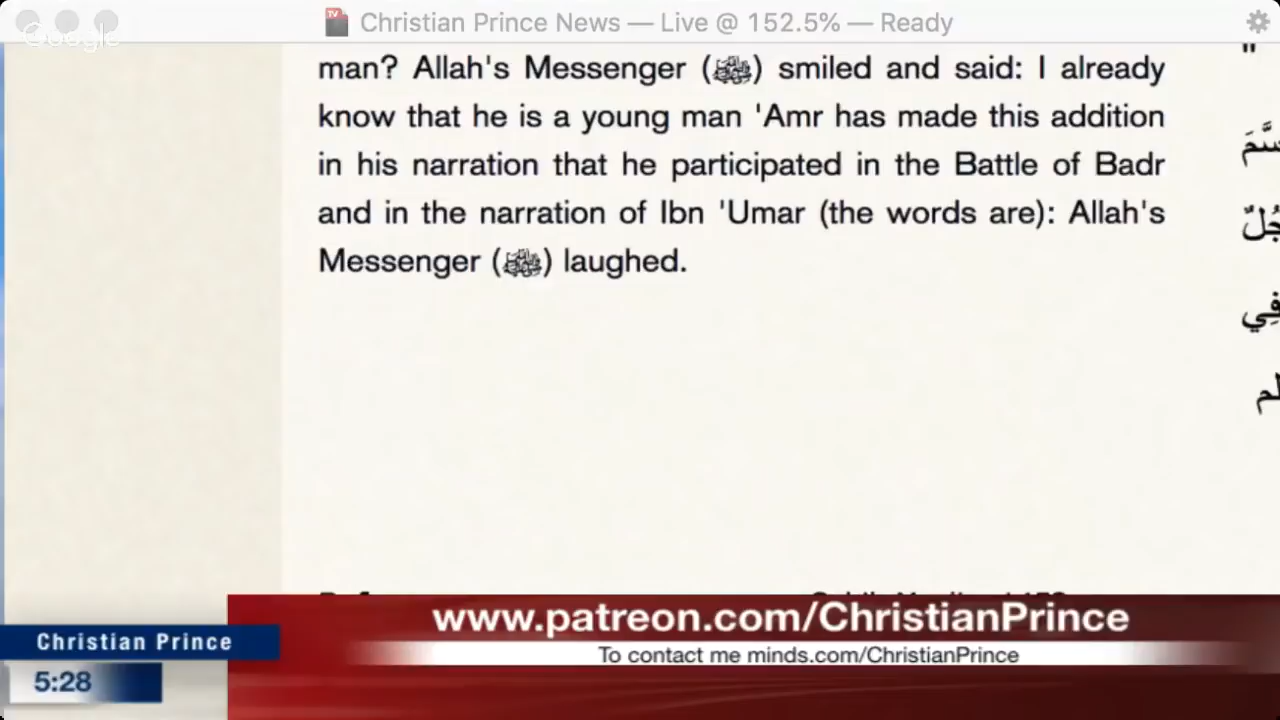 Google
Christian Prince News — Live @ 152.5% — Ready
man? Allah's Messenger (ﷺ) smiled and said: I already
know that he is a young man 'Amr has made this addition
in his narration that he participated in the Battle of Badr
and in the narration of Ibn 'Umar (the words are): Allah's
Messenger (ﷺ) laughed.
"
في
www.patreon.com/ChristianPrince
To contact me minds.com/ChristianPrince
Christian Prince
5:28